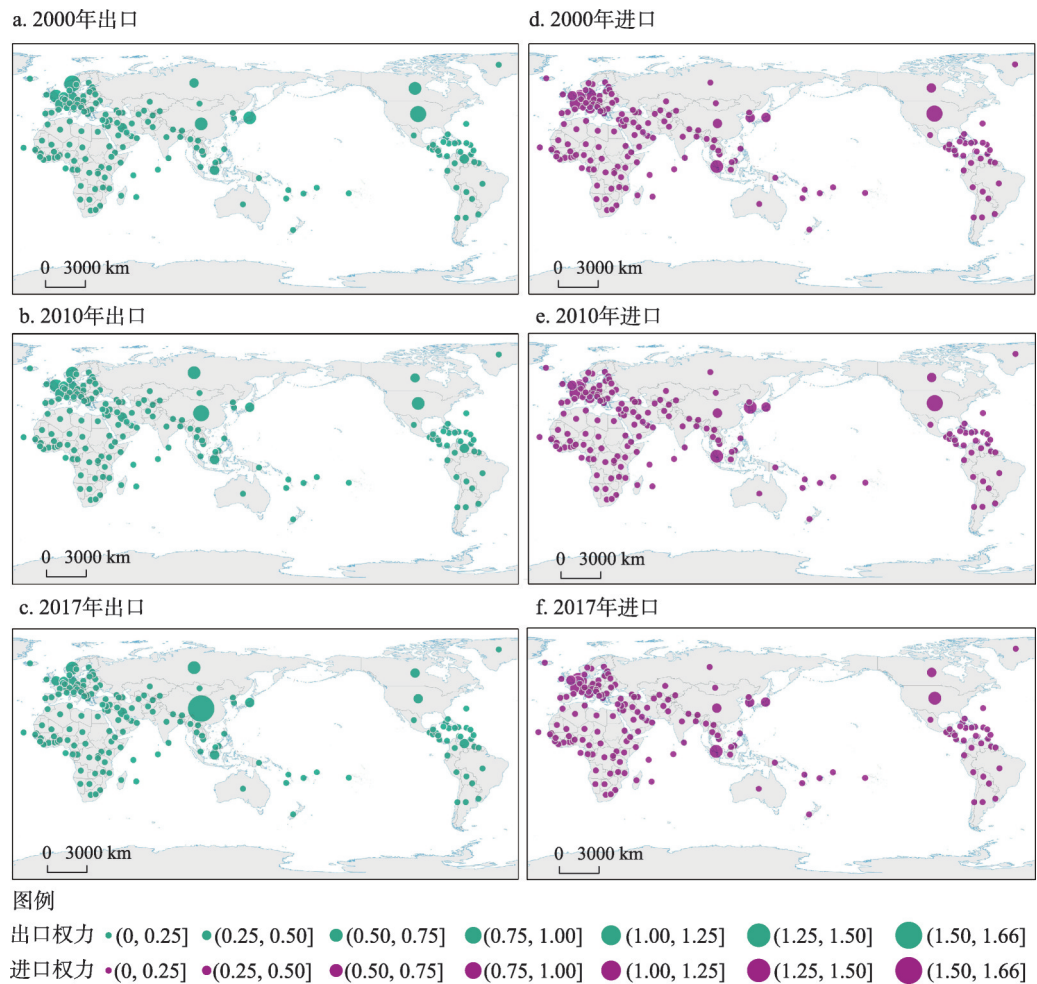 a. 2000年出口
d. 2000年进口
0 3000 km
0 3000 km
b. 2010年出口
e. 2010年进口
0 3000 km
0 3000 km
c. 2017年出口
f. 2017年进口
0 3000 km
0 3000 km
图例
出口权力 (0, 0.25] (0.25, 0.50] (0.50, 0.75] (0.75, 1.00] (1.00, 1.25] (1.25, 1.50] (1.50, 1.66]
进口权力 (0, 0.25] (0.25, 0.50] (0.50, 0.75] (0.75, 1.00] (1.00, 1.25] (1.25, 1.50] (1.50, 1.66]